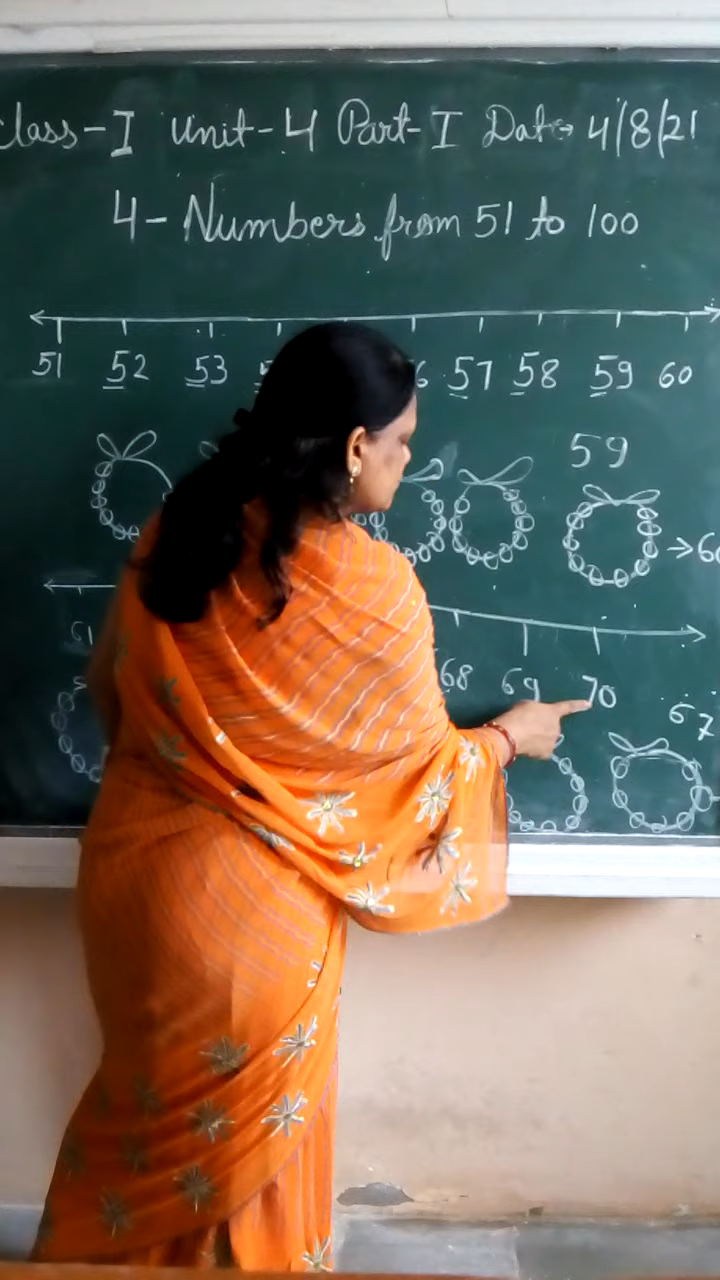 Class-I Unit-4 Part-I Date 4/8/21
4- Numbers from 51 to 100
51 52 53 57 58 59 60
59
68 69 70
67